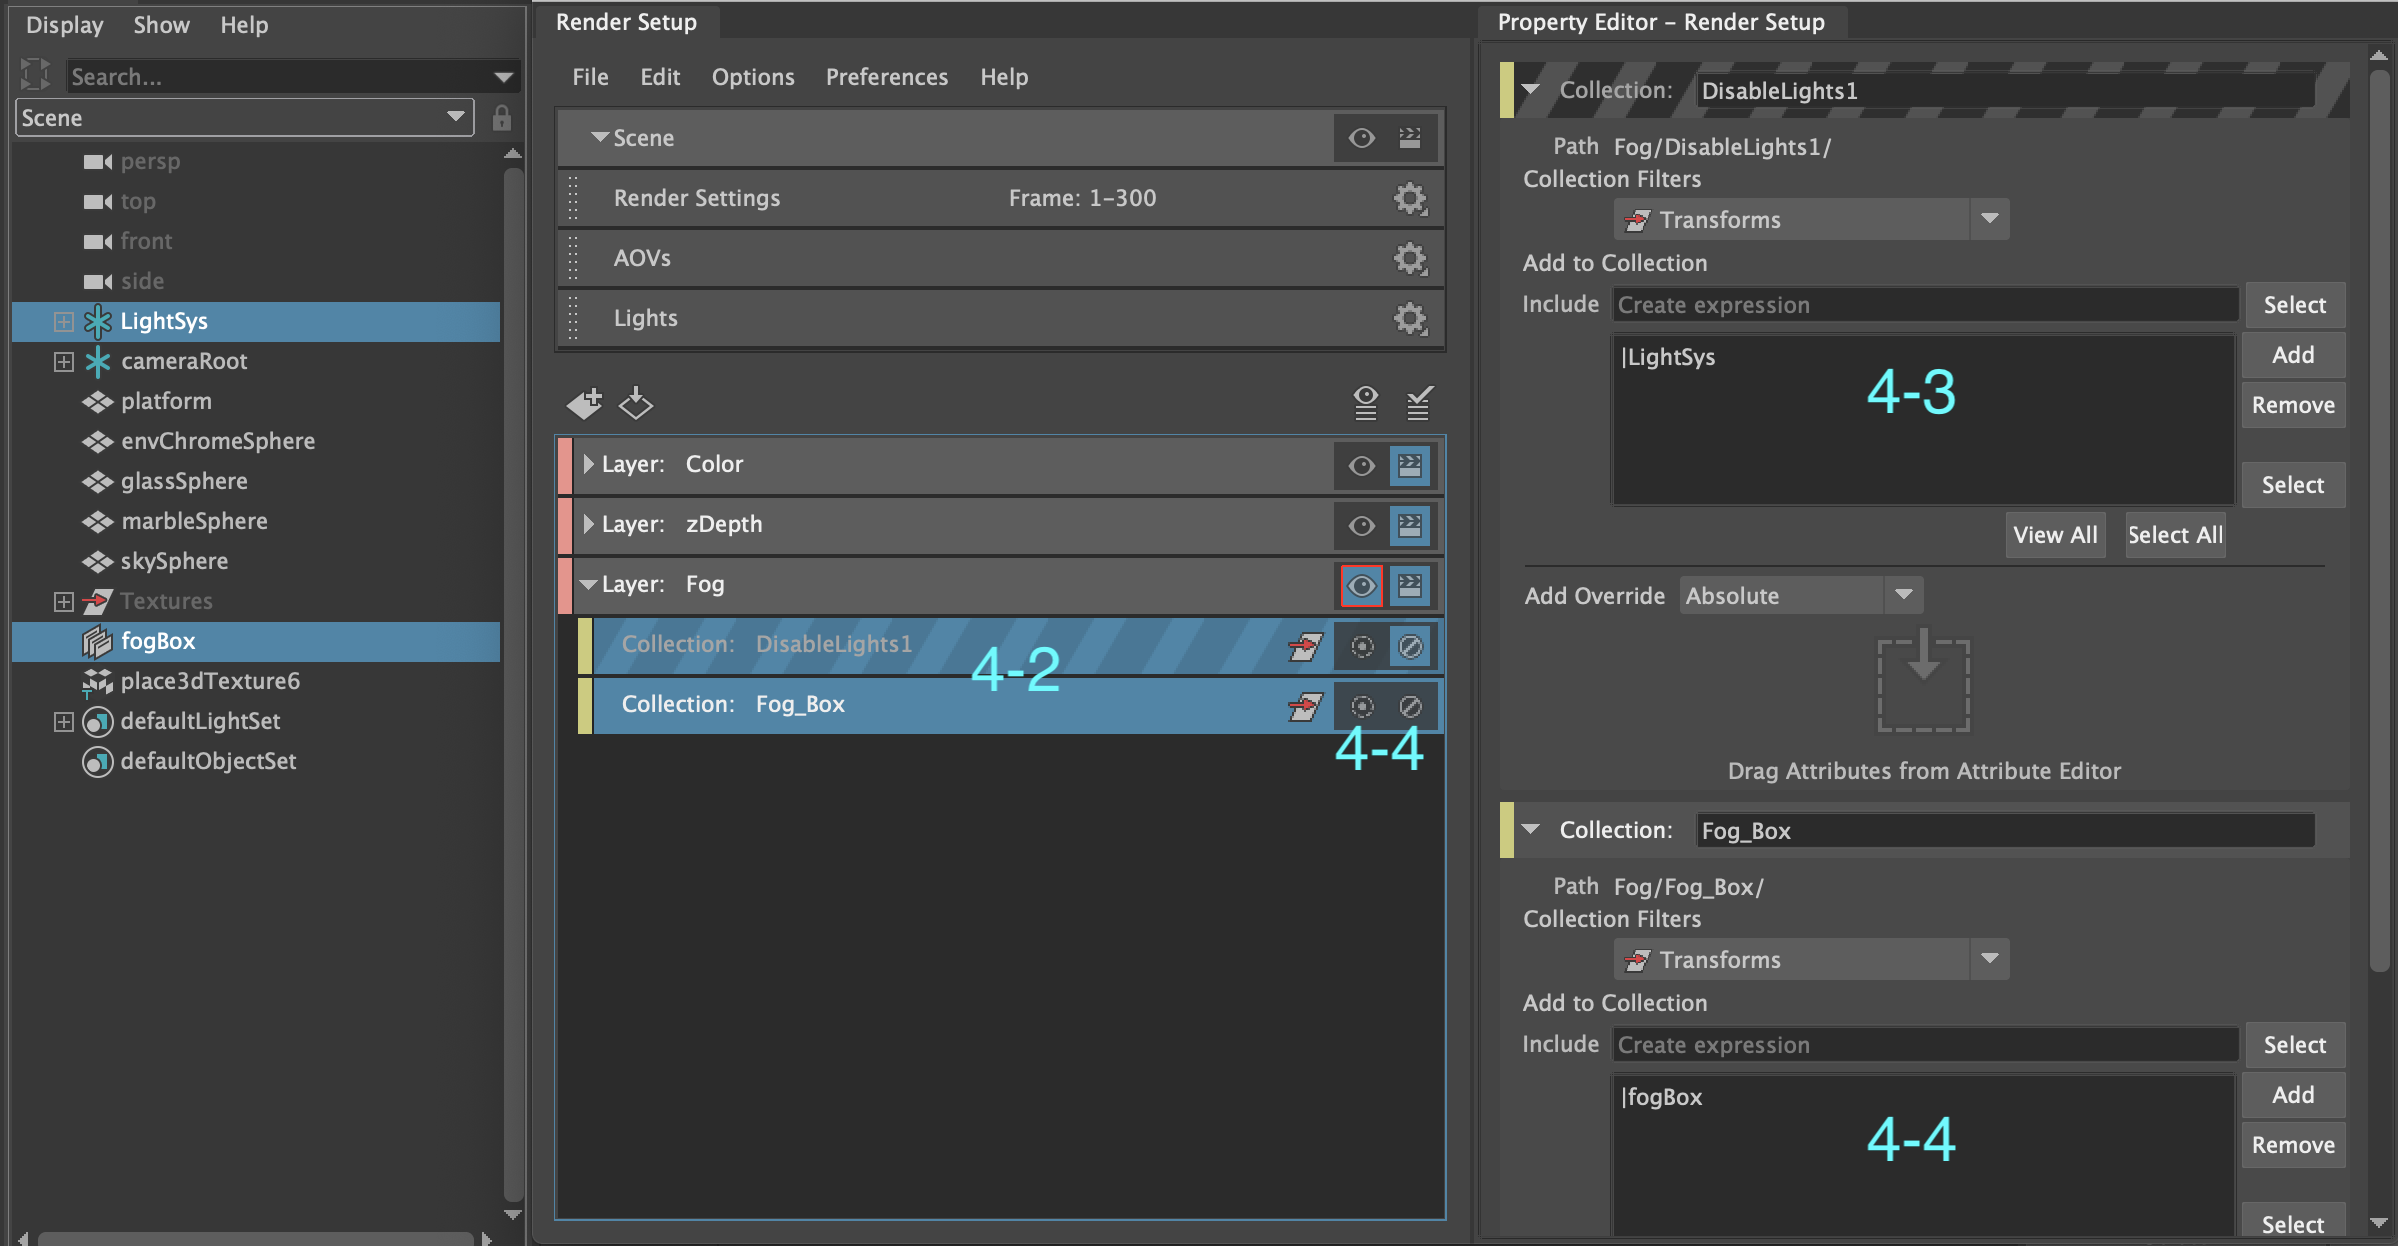 Display Show Help
Search...
Scene
persp
top
front
side
LightSys
cameraRoot
platform
envChromeSphere
glassSphere
marbleSphere
skySphere
Textures
fogBox
place3dTexture6
defaultLightSet
defaultObjectSet
Render Setup
File Edit Options Preferences Help
Scene
Render Settings Frame: 1-300
AOVs
Lights
Layer: Color
Layer: zDepth
Layer: Fog
Collection: DisableLights1
4-2
Collection: Fog_Box
4-4
Property Editor - Render Setup
Collection: DisableLights1
Path Fog/DisableLights1/
Collection Filters
Transforms
Add to Collection
Include Create expression Select
|LightSys
Add
4-3
Remove
Select
View All Select All
Add Override Absolute
Drag Attributes from Attribute Editor
Collection: Fog_Box
Path Fog/Fog_Box/
Collection Filters
Transforms
Add to Collection
Include Create expression Select
|fogBox
Add
4-4
Remove
Select